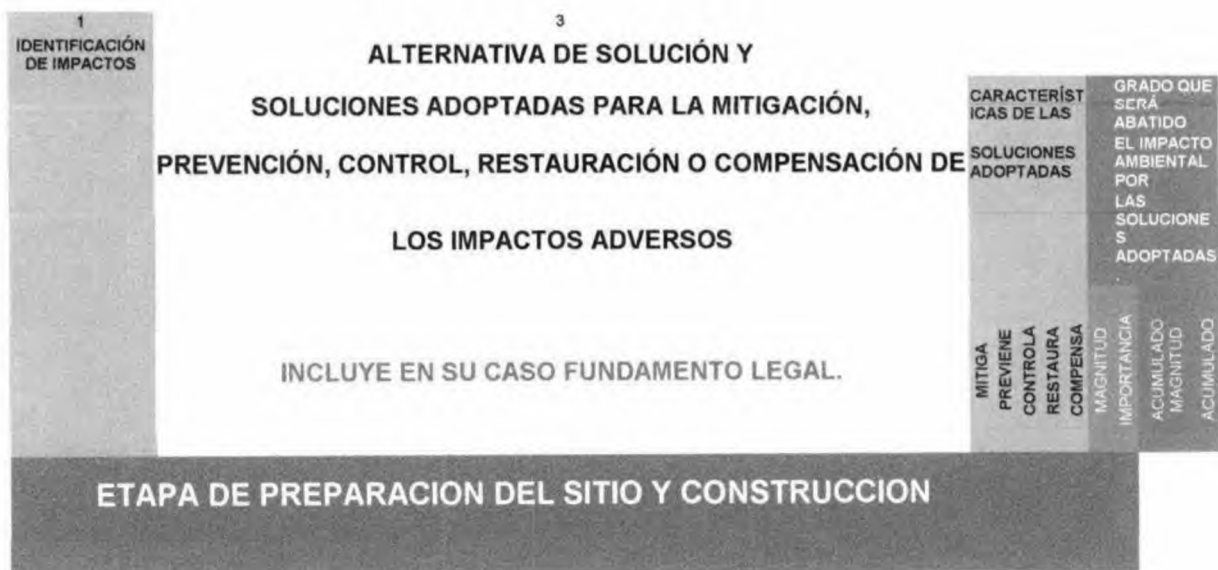 1
IDENTIFICACIÓN
DE IMPACTOS
3
ALTERNATIVA DE SOLUCIÓN Y
SOLUCIONES ADOPTADAS PARA LA MITIGACIÓN,
PREVENCIÓN, CONTROL, RESTAURACIÓN O COMPENSACIÓN DE
LOS IMPACTOS ADVERSOS
INCLUYE EN SU CASO FUNDAMENTO LEGAL.
CARACTERÍST
ICAS DE LAS
SOLUCIONES
ADOPTADAS
GRADO QUE
SERÁ
ABATIDO
EL IMPACTO
AMBIENTAL
POR
LAS
SOLUCIONE
S
ADOPTADAS
.
MITIGA
PREVIENE
CONTROLA
RESTAURA
COMPENSA
MAGNITUD
IMPORTANCIA
ACUMULADO
MAGNITUD
ACUMULADO
ETAPA DE PREPARACION DEL SITIO Y CONSTRUCCION